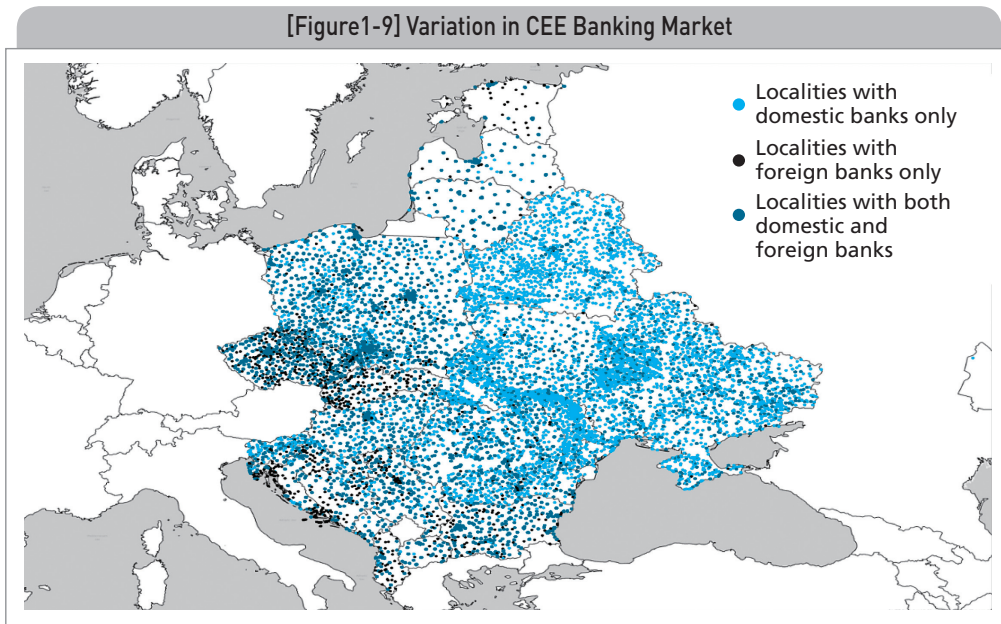 [Figure1-9] Variation in CEE Banking Market
Localities with
domestic banks only
Localities with
foreign banks only
Localities with both
domestic and
foreign banks